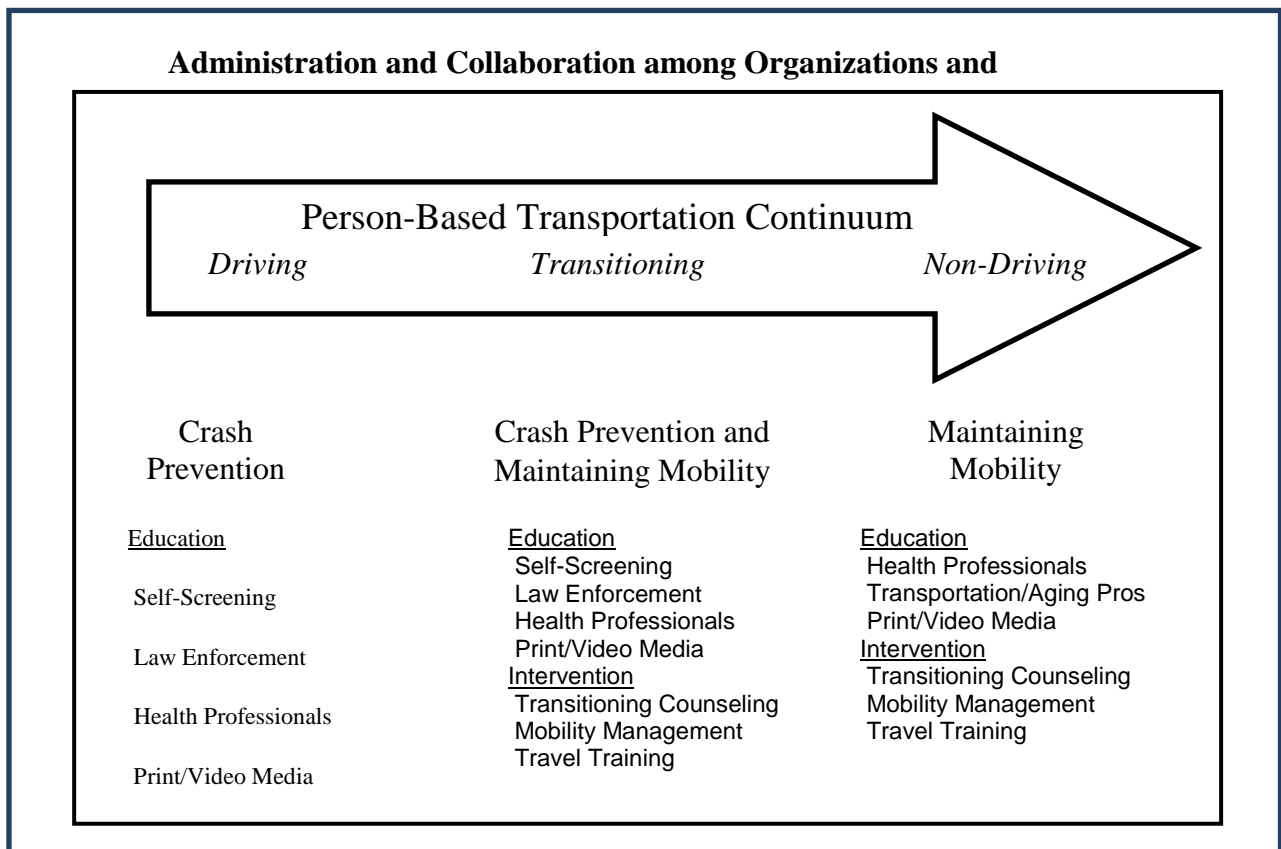 Administration and Collaboration among Organizations and
Person-Based Transportation Continuum
Driving Transitioning Non-Driving
Crash
Prevention
Education
Self-Screening
Law Enforcement
Health Professionals
Print/Video Media
Crash Prevention and
Maintaining Mobility
Education
Self-Screening
Law Enforcement
Health Professionals
Print/Video Media
Intervention
Transitioning Counseling
Mobility Management
Travel Training
Maintaining
Mobility
Education
Health Professionals
Transportation/Aging Pros
Print/Video Media
Intervention
Transitioning Counseling
Mobility Management
Travel Training